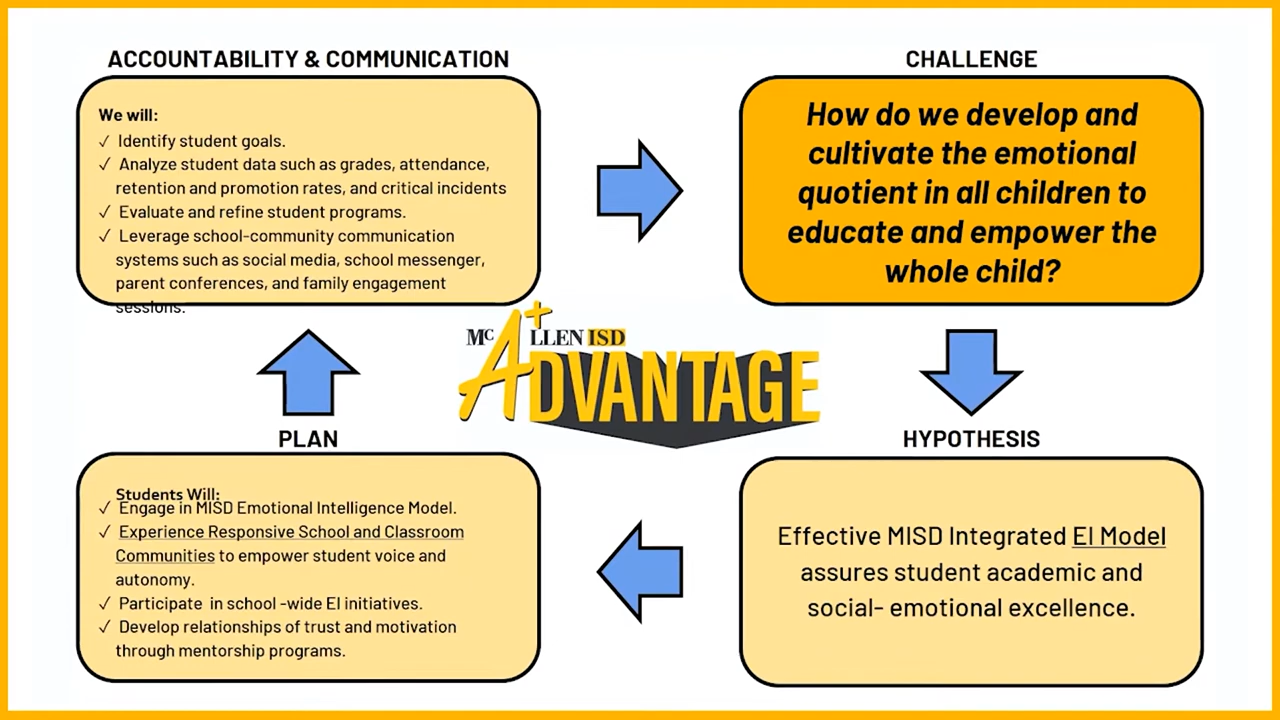 ACCOUNTABILITY & COMMUNICATION
We will:
✓ Identify student goals.
✓ Analyze student data such as grades, attendance,
retention and promotion rates, and critical incidents
✓ Evaluate and refine student programs.
✓ Leverage school-community communication
systems such as social media, school messenger,
parent conferences, and family engagement
sessions.
CHALLENGE
How do we develop and
cultivate the emotional
quotient in all children to
educate and empower the
whole child?
McALLEN ISD
A+DVANTAGE
PLAN
Students Will:
✓ Engage in MISD Emotional Intelligence Model.
✓ Experience Responsive School and Classroom
Communities to empower student voice and
autonomy.
✓ Participate in school -wide EI initiatives.
✓ Develop relationships of trust and motivation
through mentorship programs.
HYPOTHESIS
Effective MISD Integrated EI Model
assures student academic and
social- emotional excellence.